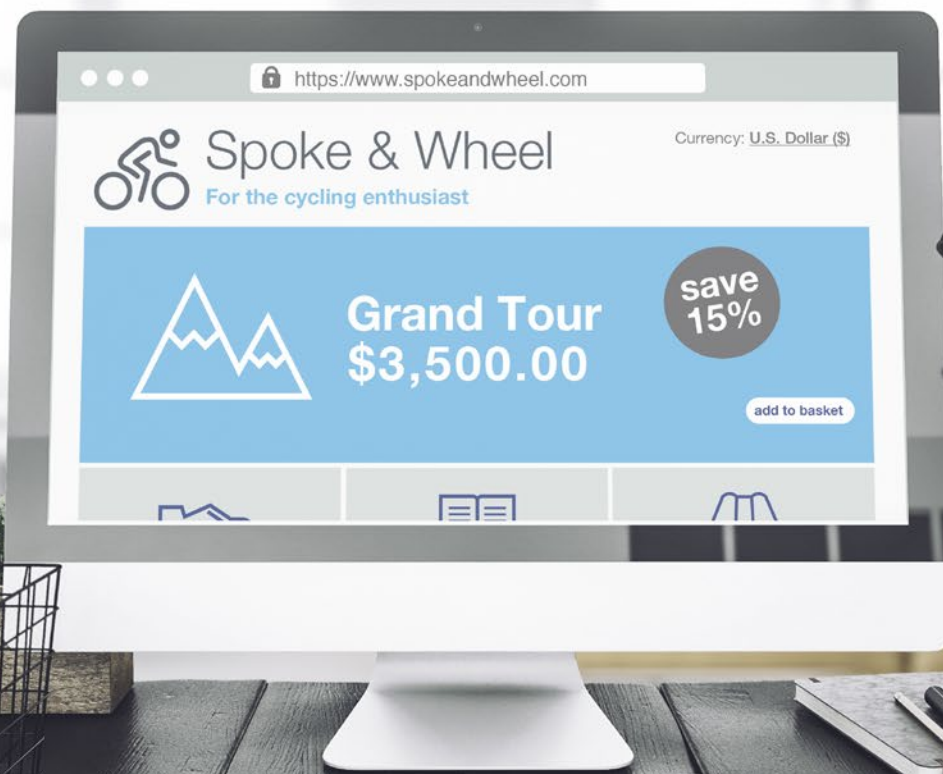 https://www.spokeandwheel.com
Spoke & Wheel
Currency: U.S. Dollar ($)
For the cycling enthusiast
Grand Tour
$3,500.00
save
15%
add to basket